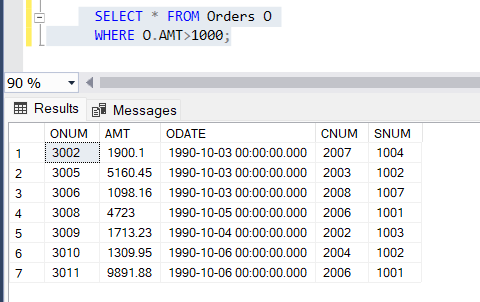 SELECT * FROM Orders O
WHERE O.AMT>1000;
90 %
Results Messages
ONUM AMT ODATE CNUM SNUM
1 3002 1900.1 1990-10-03 00:00:00.000 2007 1004
2 3005 5160.45 1990-10-03 00:00:00.000 2003 1002
3 3006 1098.16 1990-10-03 00:00:00.000 2008 1007
4 3008 4723 1990-10-05 00:00:00.000 2006 1001
5 3009 1713.23 1990-10-04 00:00:00.000 2002 1003
6 3010 1309.95 1990-10-06 00:00:00.000 2004 1002
7 3011 9891.88 1990-10-06 00:00:00.000 2006 1001